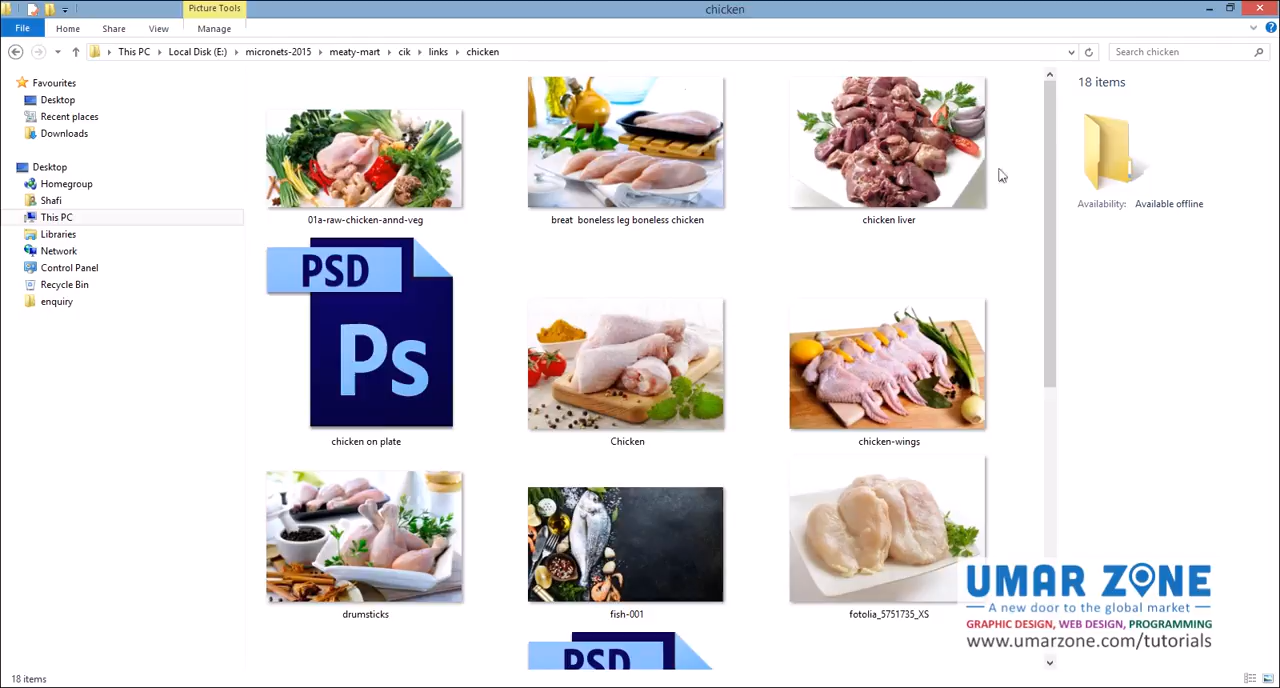 Picture Tools
chicken
File
Home
Share
View
Manage
This PC
Local Disk (E:)
micronets-2015
meaty-mart
cik
links
chicken
Search chicken
Favourites
Desktop
Recent places
Downloads
Desktop
Homegroup
Shafi
This PC
Libraries
Network
Control Panel
Recycle Bin
enquiry
01a-raw-chicken-annd-veg
breat boneless leg boneless chicken
chicken liver
PSD
Ps
chicken on plate
Chicken
chicken-wings
drumsticks
fish-001
fotolia_5751735_XS
PSD
18 items
Availability: Available offline
UMAR ZONE
A new door to the global market
GRAPHIC DESIGN, WEB DESIGN, PROGRAMMING
www.umarzone.com/tutorials
18 items